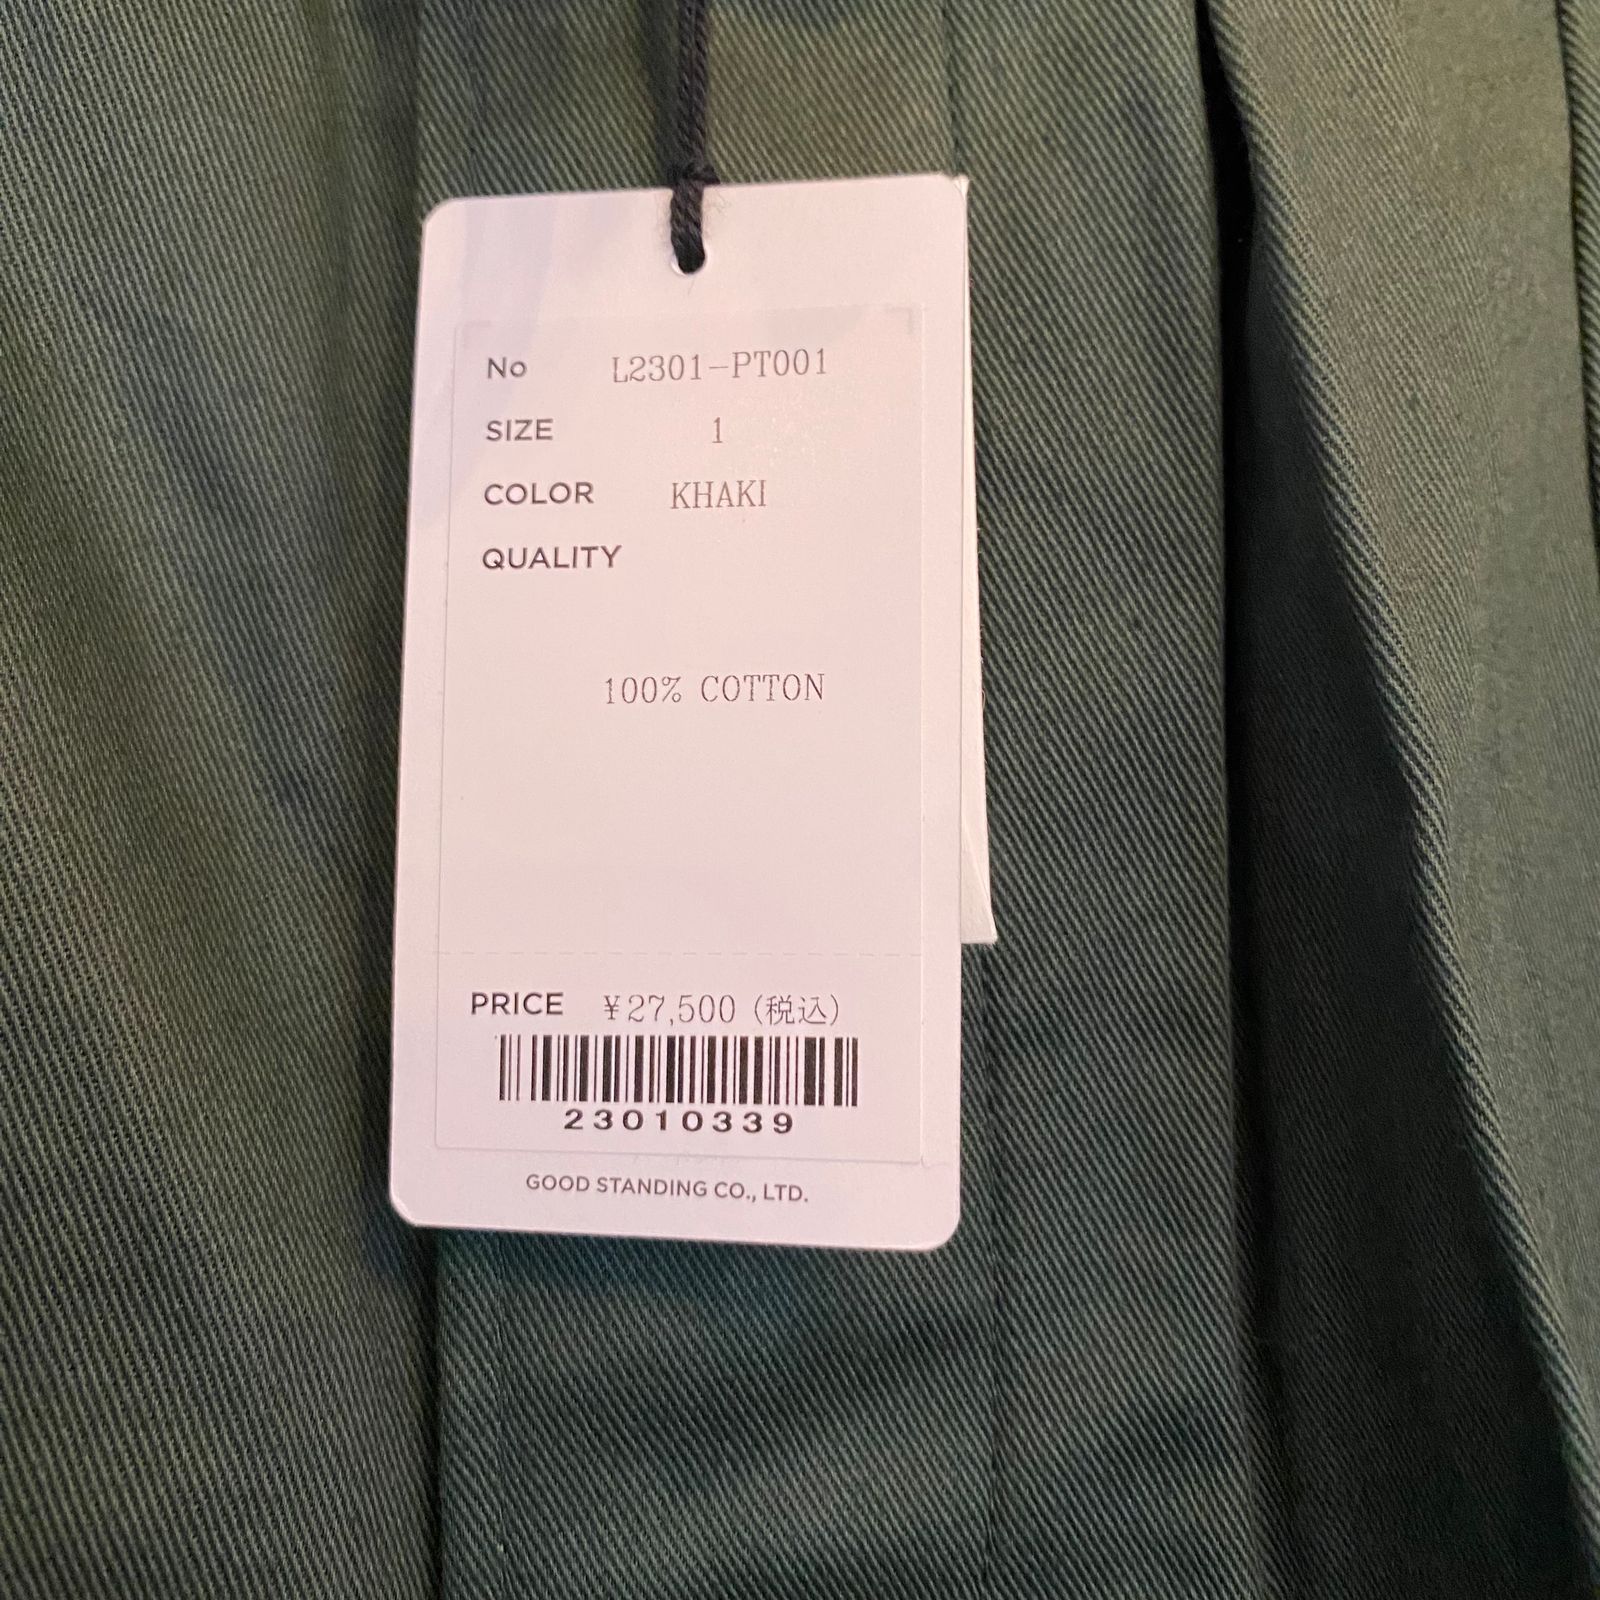 No L2301-PT001
SIZE 1
COLOR KHAKI
QUALITY
100% COTTON
PRICE ¥27,500 (税込)
23010339
GOOD STANDING CO., LTD.